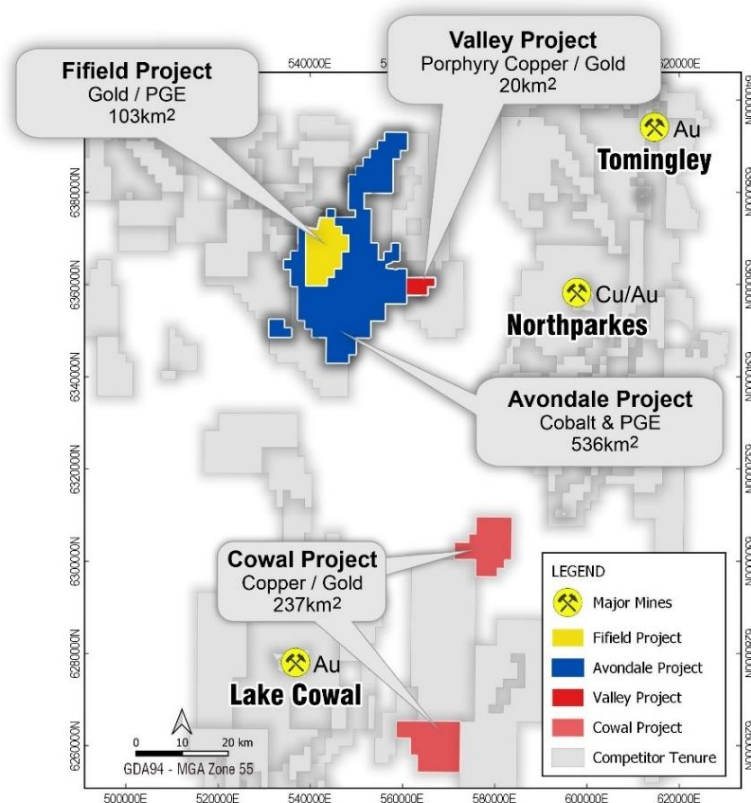 Fifield Project
Gold / PGE
103km²
Valley Project
Porphyry Copper / Gold
20km²
540000E
620000E
Au
Tomingley
6380000N
6380000N
6360000N
6360000N
Cu/Au
Northparkes
6340000N
Avondale Project
Cobalt & PGE
536km²
6320000N
Cowal Project
Copper / Gold
237km²
6300000N
LEGEND
Major Mines
Fifield Project
Avondale Project
Valley Project
Cowal Project
Competitor Tenure
6280000N
Au
Lake Cowal
6260000N
0 10 20 km
GDA94 - MGA Zone 55
500000E
520000E
540000E
560000E
580000E
600000E
620000E